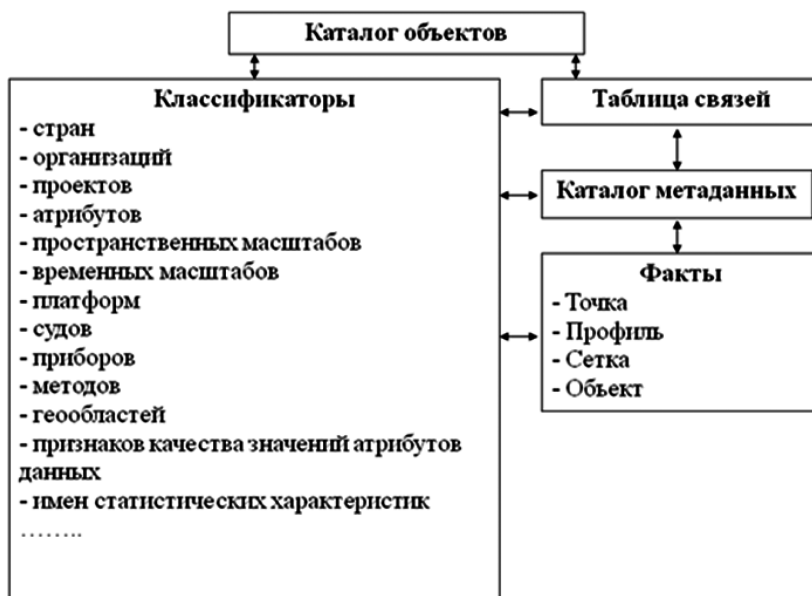 Каталог объектов
Классификаторы
- стран
- организаций
- проектов
- атрибутов
- пространственных масштабов
- временных масштабов
- платформ
- судов
- приборов
- методов
- геообластей
- признаков качества значений атрибутов
данных
- имен статистических характеристик
........
Таблица связей
Каталог метаданных
Факты
- Точка
- Профиль
- Сетка
- Обьект